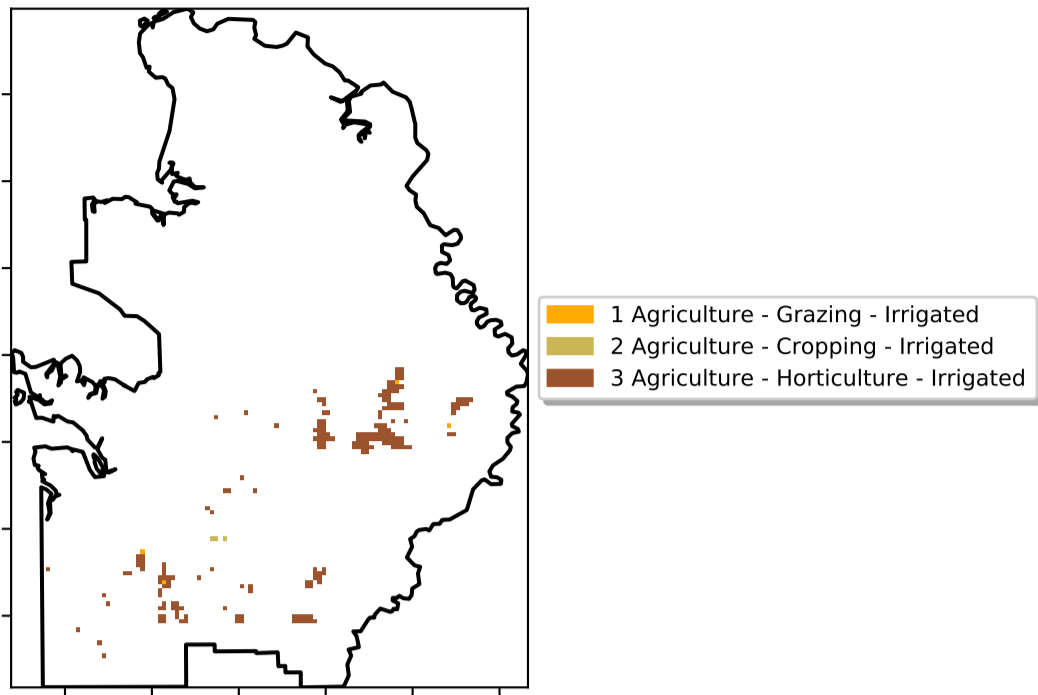 1 Agriculture - Grazing - Irrigated
2 Agriculture - Cropping - Irrigated
3 Agriculture - Horticulture - Irrigated